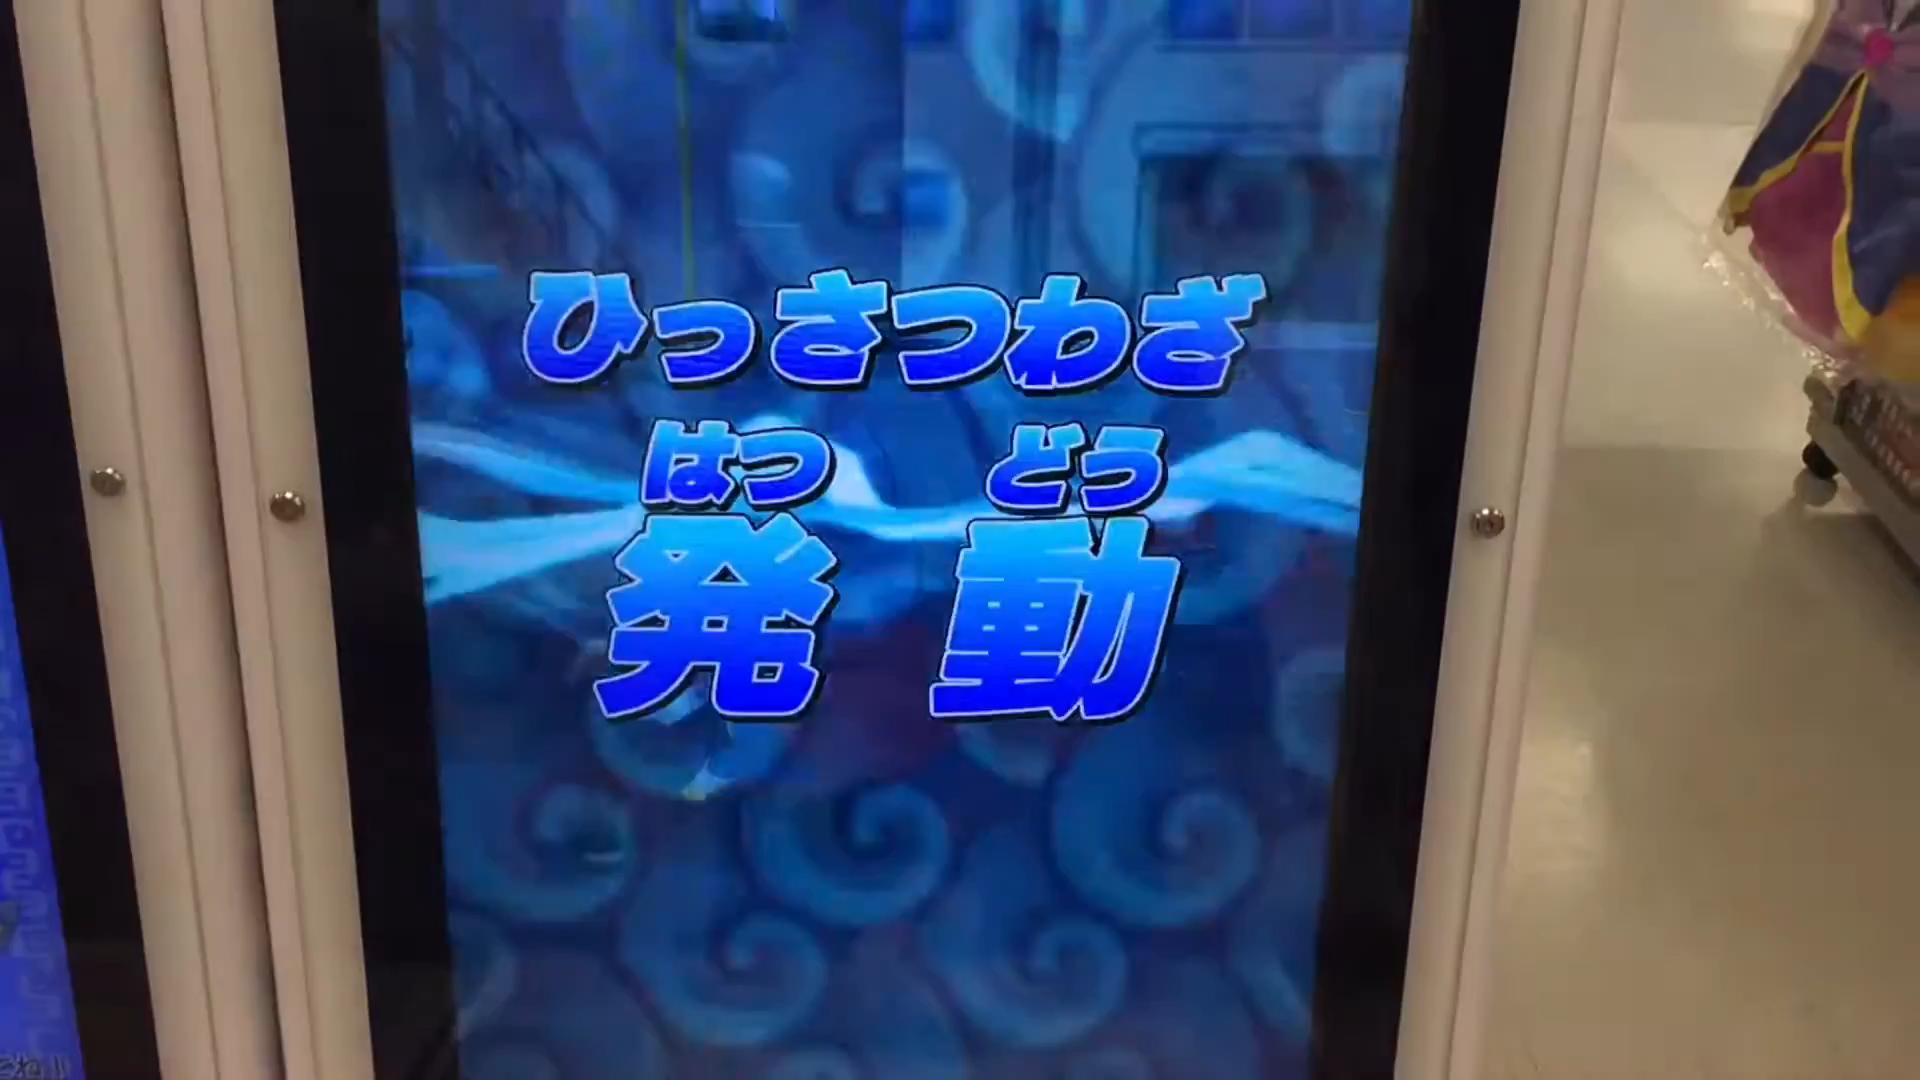 ひっさつわざ
はつ どう
発 動